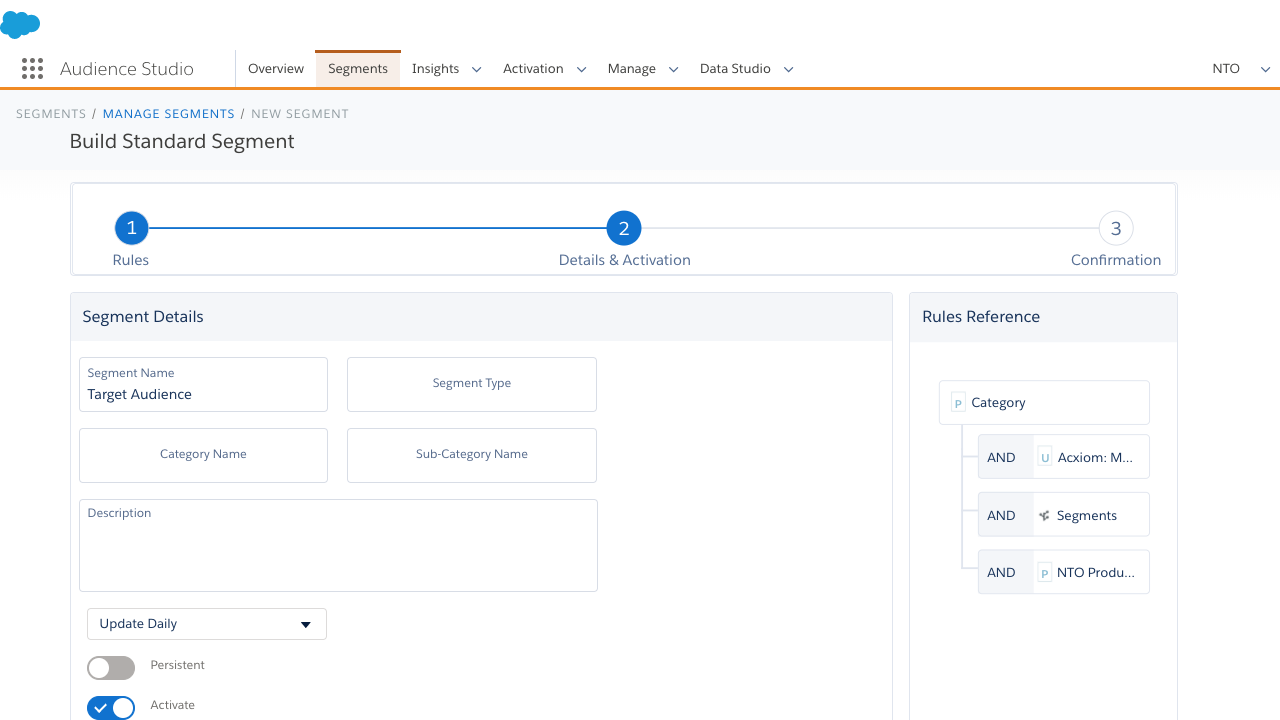 Audience Studio
Overview
Segments
Insights
Activation
Manage
Data Studio
NTO
SEGMENTS / MANAGE SEGMENTS / NEW SEGMENT
Build Standard Segment
1
2
3
Rules
Details & Activation
Confirmation
Segment Details
Segment Name
Target Audience
Segment Type
Category Name
Sub-Category Name
Description
Update Daily
Persistent
Activate
Rules Reference
P Category
AND U Acxiom: M...
AND Segments
AND P NTO Produ...